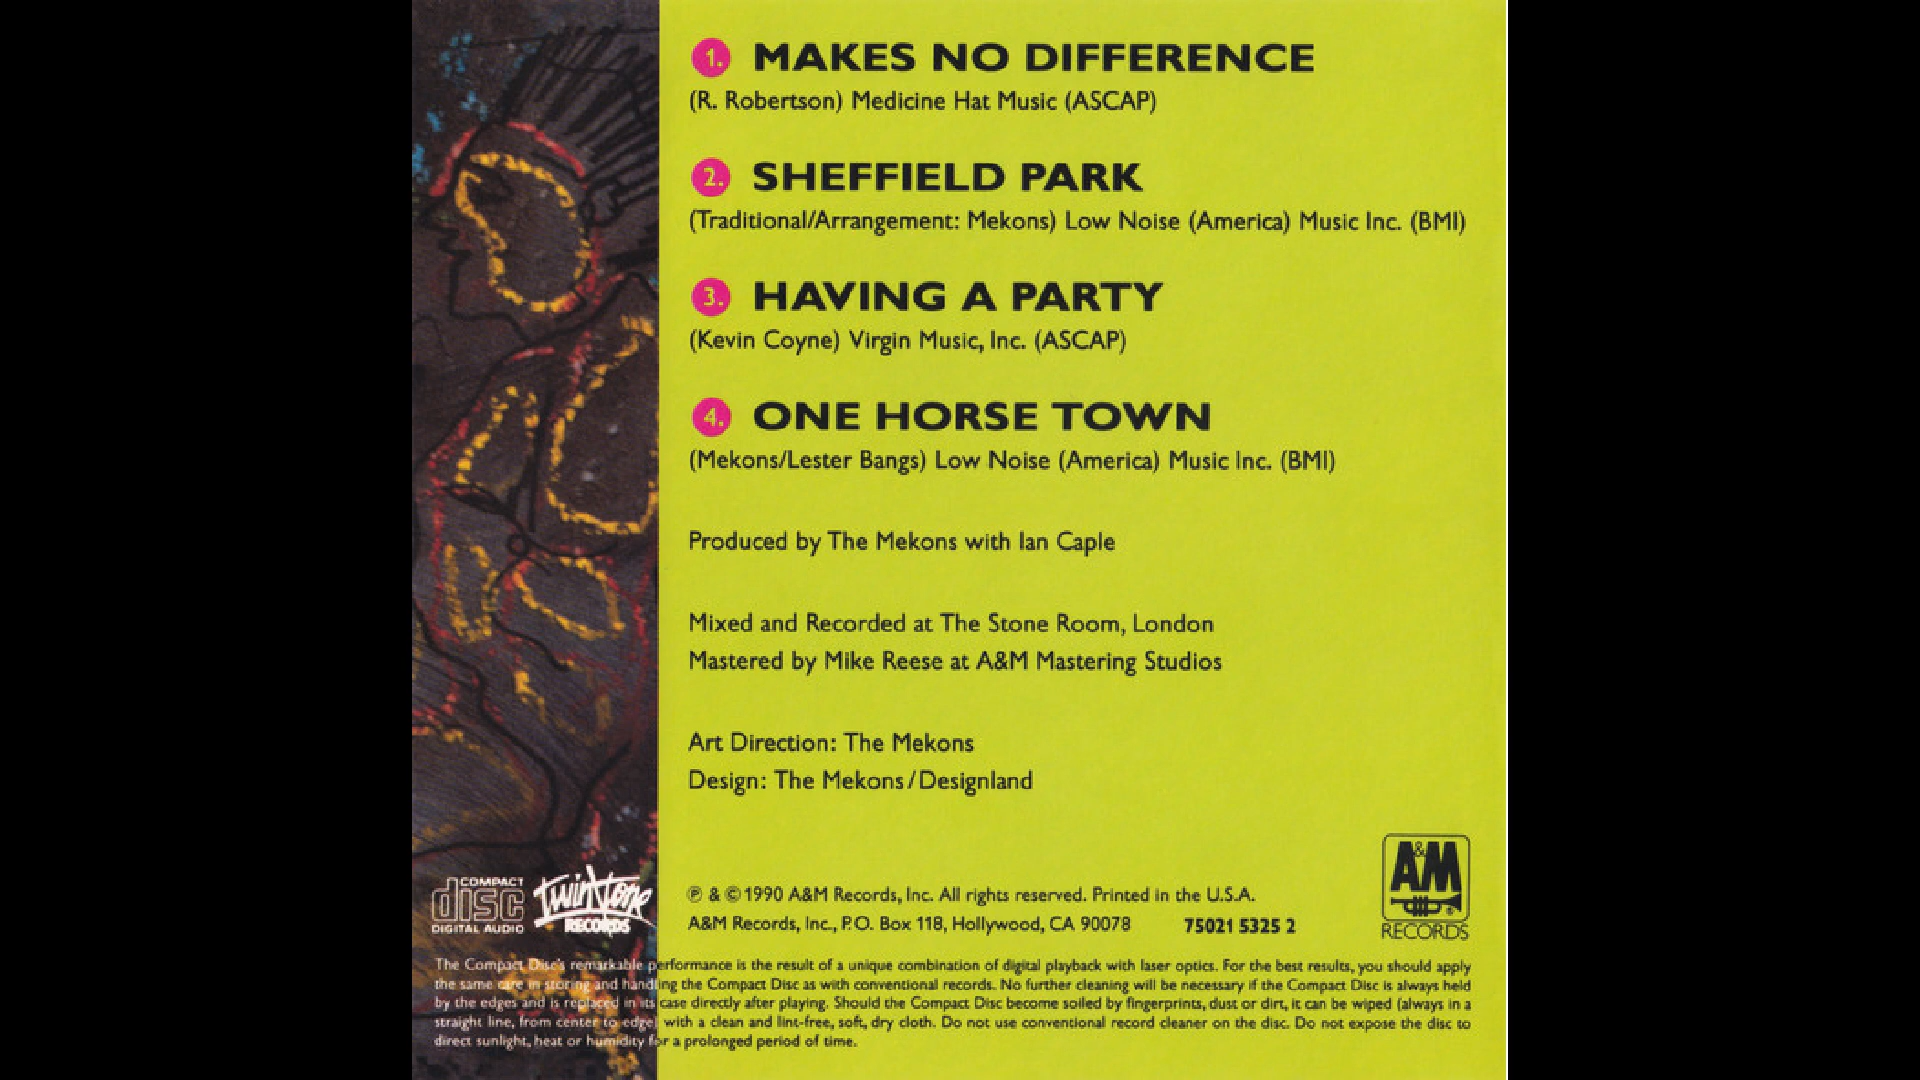 1. MAKES NO DIFFERENCE
(R. Robertson) Medicine Hat Music (ASCAP)
2. SHEFFIELD PARK
(Traditional/Arrangement: Mekons) Low Noise (America) Music Inc. (BMI)
3. HAVING A PARTY
(Kevin Coyne) Virgin Music, Inc. (ASCAP)
4. ONE HORSE TOWN
(Mekons/Lester Bangs) Low Noise (America) Music Inc. (BMI)
Produced by The Mekons with Ian Caple
Mixed and Recorded at The Stone Room, London
Mastered by Mike Reese at A&M Mastering Studios
Art Direction: The Mekons
Design: The Mekons/Designland
COMPACT
disc
DIGITAL AUDIO
Twin/Tone
RECORDS
℗ & © 1990 A&M Records, Inc. All rights reserved. Printed in the U.S.A.
A&M Records, Inc., P.O. Box 118, Hollywood, CA 90078 75021 5325 2
A&M
®
RECORDS
The Compact Disc's remarkable performance is the result of a unique combination of digital playback with laser optics. For the best results, you should apply
the same care in storing and handling the Compact Disc as with conventional records. No further cleaning will be necessary if the Compact Disc is always held
by the edges and is replaced in its case directly after playing. Should the Compact Disc become soiled by fingerprints, dust or dirt, it can be wiped (always in a
straight line, from center to edge) with a clean and lint-free, soft, dry cloth. Do not use conventional record cleaner on the disc. Do not expose the disc to
direct sunlight, heat or humidity for a prolonged period of time.